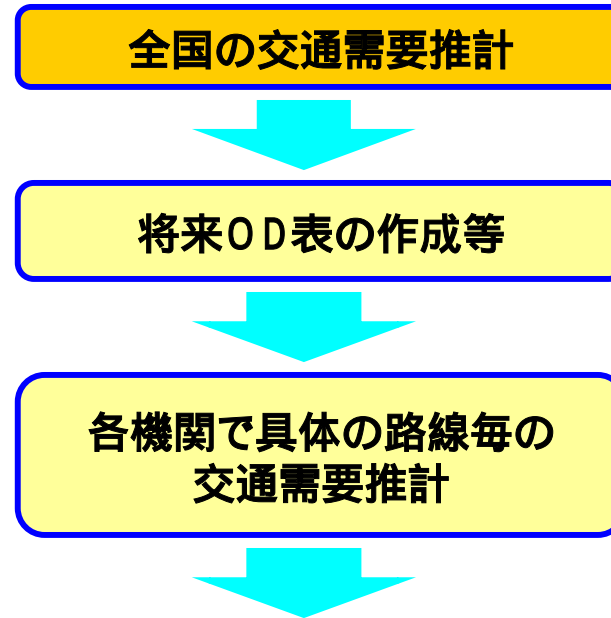 全国の交通需要推計
将来ＯＤ表の作成等
各機関で具体の路線毎の
交通需要推計